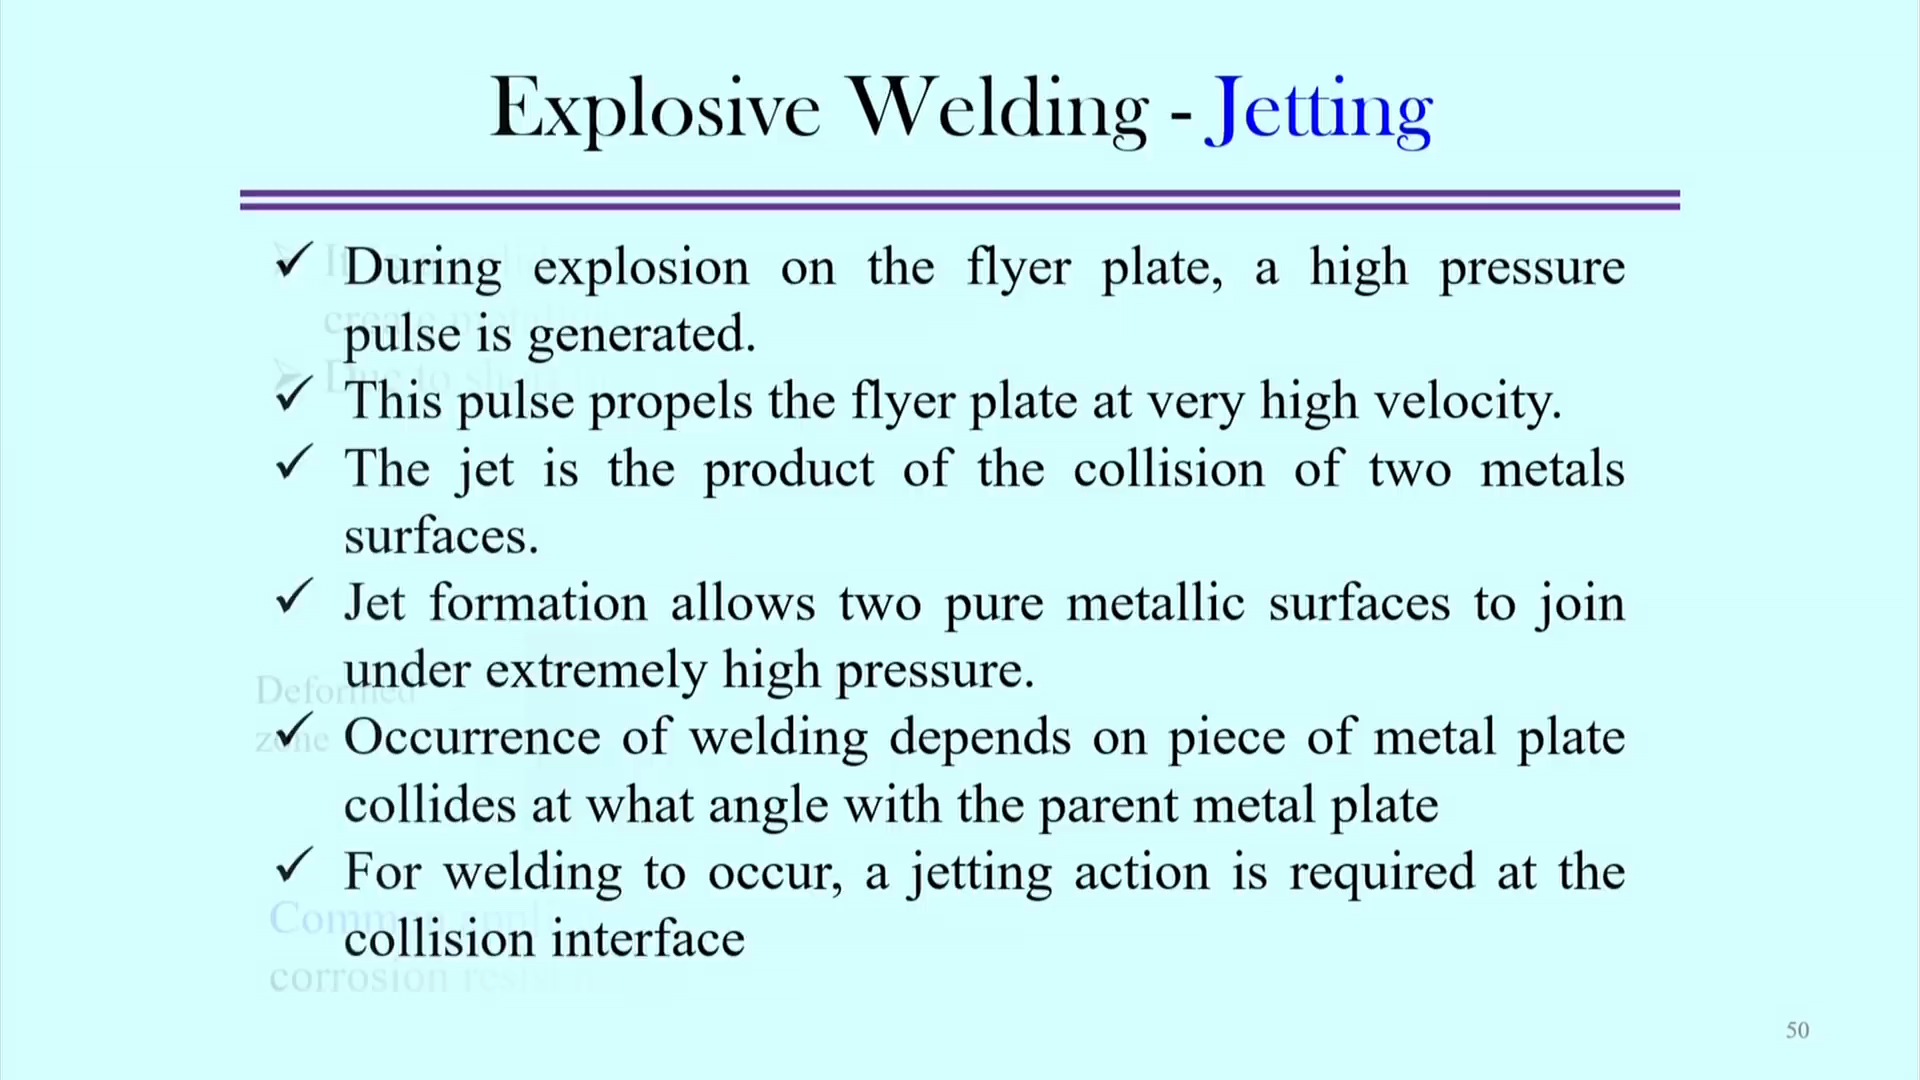 Explosive Welding - Jetting
✓ During explosion on the flyer plate, a high pressure
pulse is generated.
✓ This pulse propels the flyer plate at very high velocity.
✓ The jet is the product of the collision of two metals
surfaces.
✓ Jet formation allows two pure metallic surfaces to join
under extremely high pressure.
Deformed
zone
✓ Occurrence of welding depends on piece of metal plate
collides at what angle with the parent metal plate
✓ For welding to occur, a jetting action is required at the
collision interface
corrosion
50